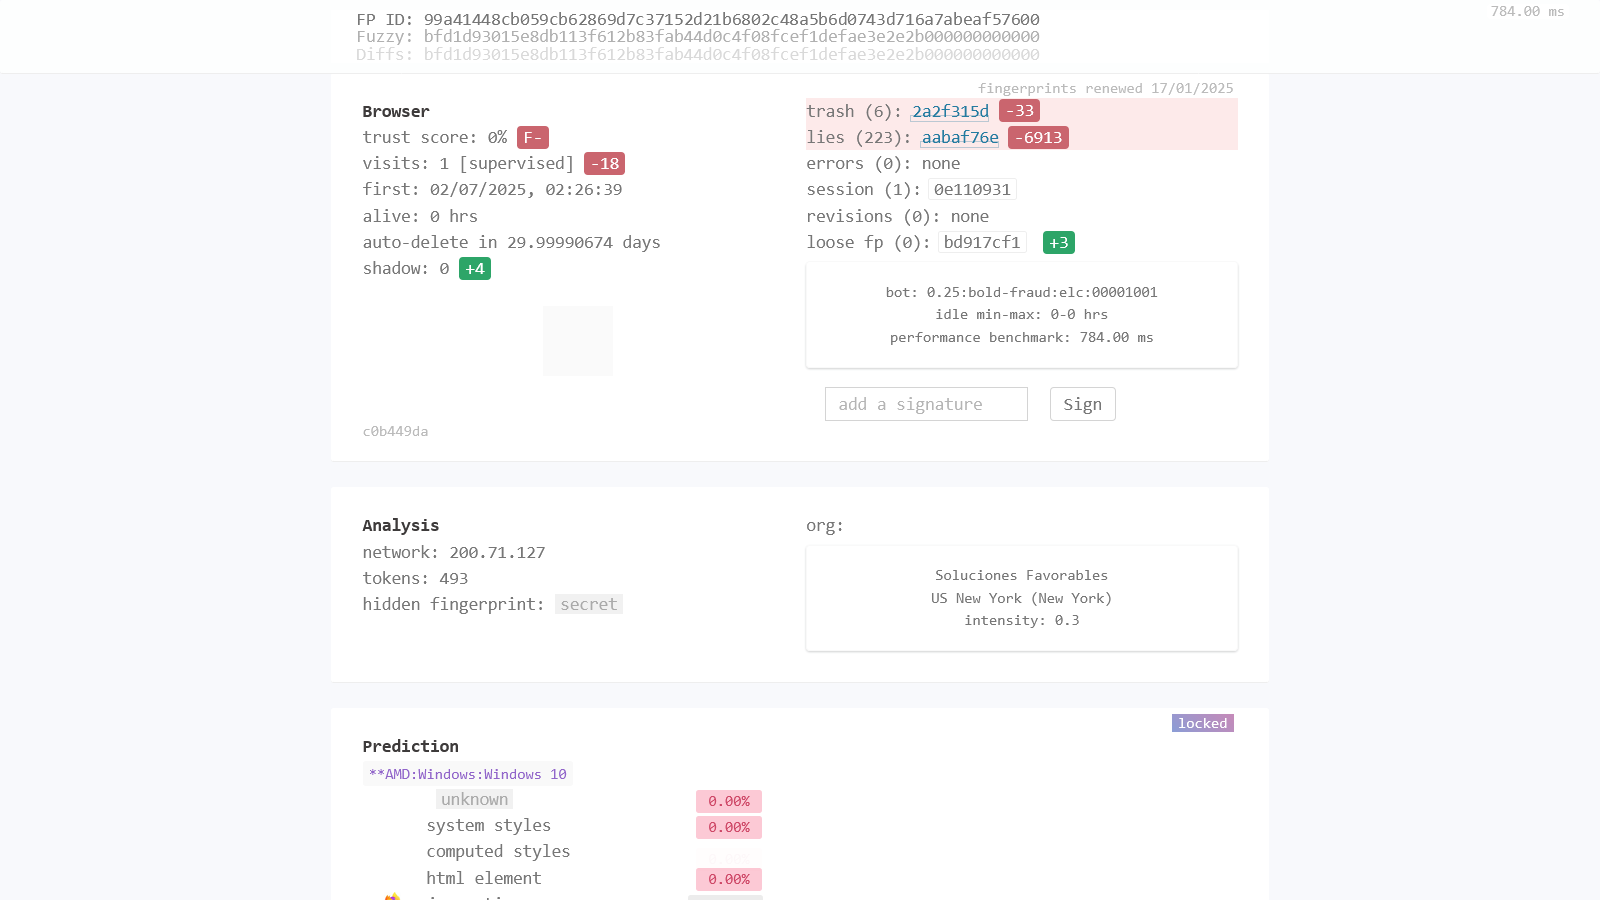 FP ID: 99a41448cb059cb62869d7c37152d21b6802c48a5b6d0743d716a7abeaf57600
Fuzzy: bfd1d93015e8db113f612b83fab44d0c4f08fcef1defae3e2e2b000000000000
Diffs: bfd1d93015e8db113f612b83fab44d0c4f08fcef1defae3e2e2b000000000000
784.00 ms
fingerprints renewed 17/01/2025
Browser
trust score: 0% F-
visits: 1 [supervised] -18
first: 02/07/2025, 02:26:39
alive: 0 hrs
auto-delete in 29.99990674 days
shadow: 0 +4
c0b449da
trash (6): 2a2f315d -33
lies (223): aabaf76e -6913
errors (0): none
session (1): 0e110931
revisions (0): none
loose fp (0): bd917cf1 +3
bot: 0.25:bold-fraud:elc:00001001
idle min-max: 0-0 hrs
performance benchmark: 784.00 ms
add a signature Sign
Analysis
network: 200.71.127
tokens: 493
hidden fingerprint: secret
org:
Soluciones Favorables
US New York (New York)
intensity: 0.3
locked
Prediction
**AMD:Windows:Windows 10
unknown 0.00%
system styles 0.00%
computed styles
html element 0.00%